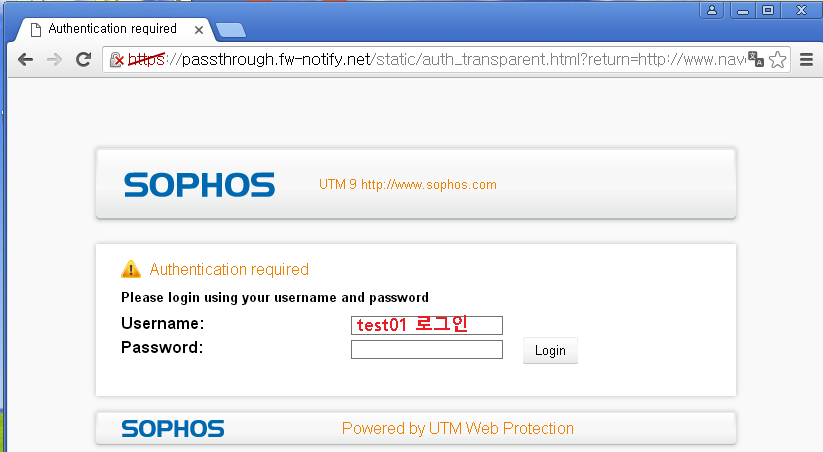 Authentication required
https://passthrough.fw-notify.net/static/auth_transparent.html?return=http://www.nav
SOPHOS UTM 9 http://www.sophos.com
Authentication required
Please login using your username and password
Username: test01 로그인
Password: Login
SOPHOS Powered by UTM Web Protection